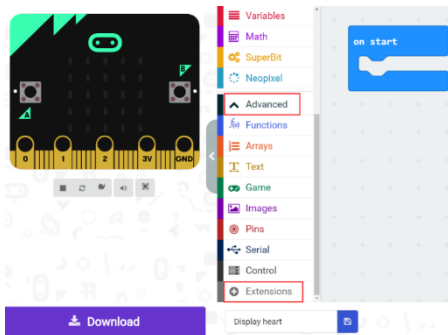 B
A
0 1 2 3V GND
Download
Variables
Math
SuperBit
Neopixel
Advanced
Functions
Arrays
Text
Game
Images
Pins
Serial
Control
Extensions
on start
Display heart